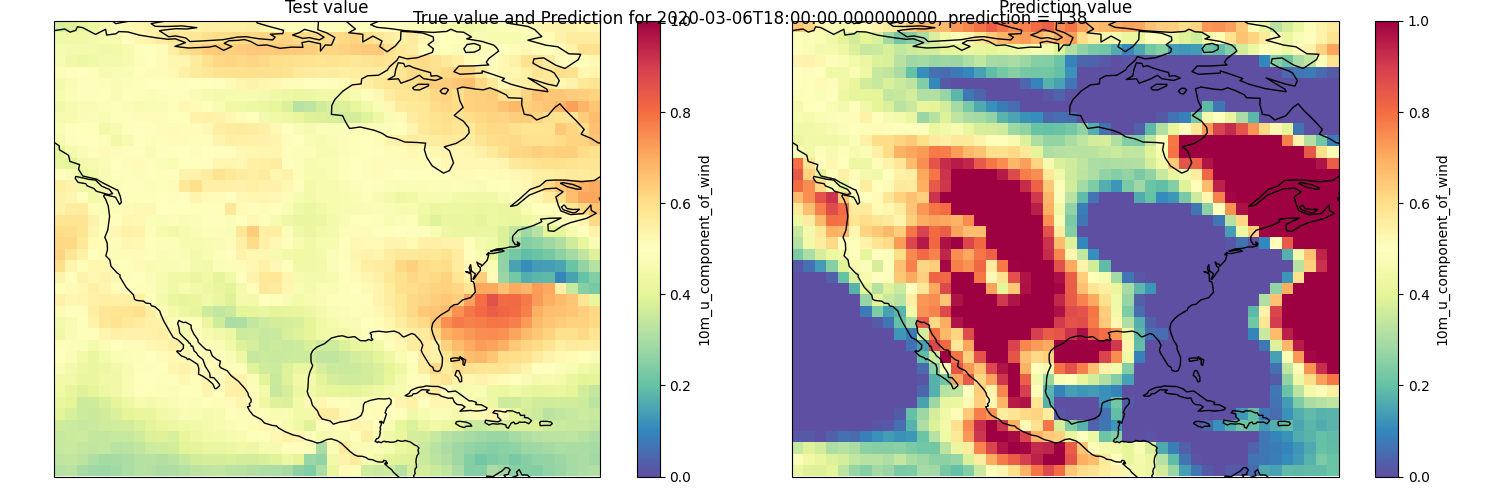 Test value
Prediction value
True value and Prediction for 2020-03-06T18:00:00.000000000, prediction = 138
1.0
0.8
0.6
0.4
0.2
0.0
10m_u_component_of_wind
1.0
0.8
0.6
0.4
0.2
0.0
10m_u_component_of_wind